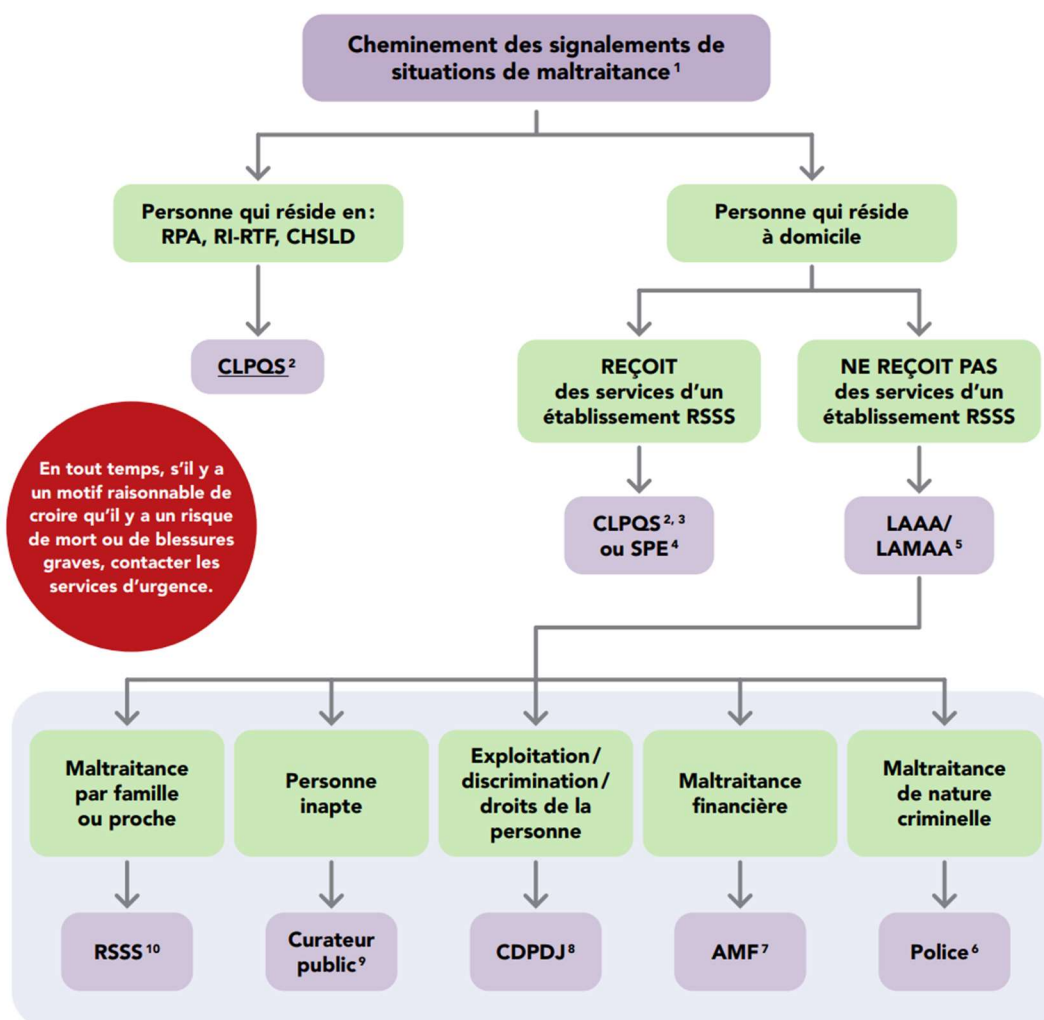 Cheminement des signalements de
situations de maltraitance 1
Personne qui réside en :
RPA, RI-RTF, CHSLD
Personne qui réside
à domicile
CLPQS 2
REÇOIT
des services d’un
établissement RSSS
NE REÇOIT PAS
des services d’un
établissement RSSS
En tout temps, s’il y a
un motif raisonnable de
croire qu’il y a un risque
de mort ou de blessures
graves, contacter les
services d’urgence.
CLPQS 2, 3
ou SPE 4
LAAA/
LAMAA 5
Maltraitance
par famille
ou proche
Personne
inapte
Exploitation/
discrimination/
droits de la
personne
Maltraitance
financière
Maltraitance
de nature
criminelle
RSSS 10
Curateur
public 9
CDPDJ 8
AMF 7
Police 6